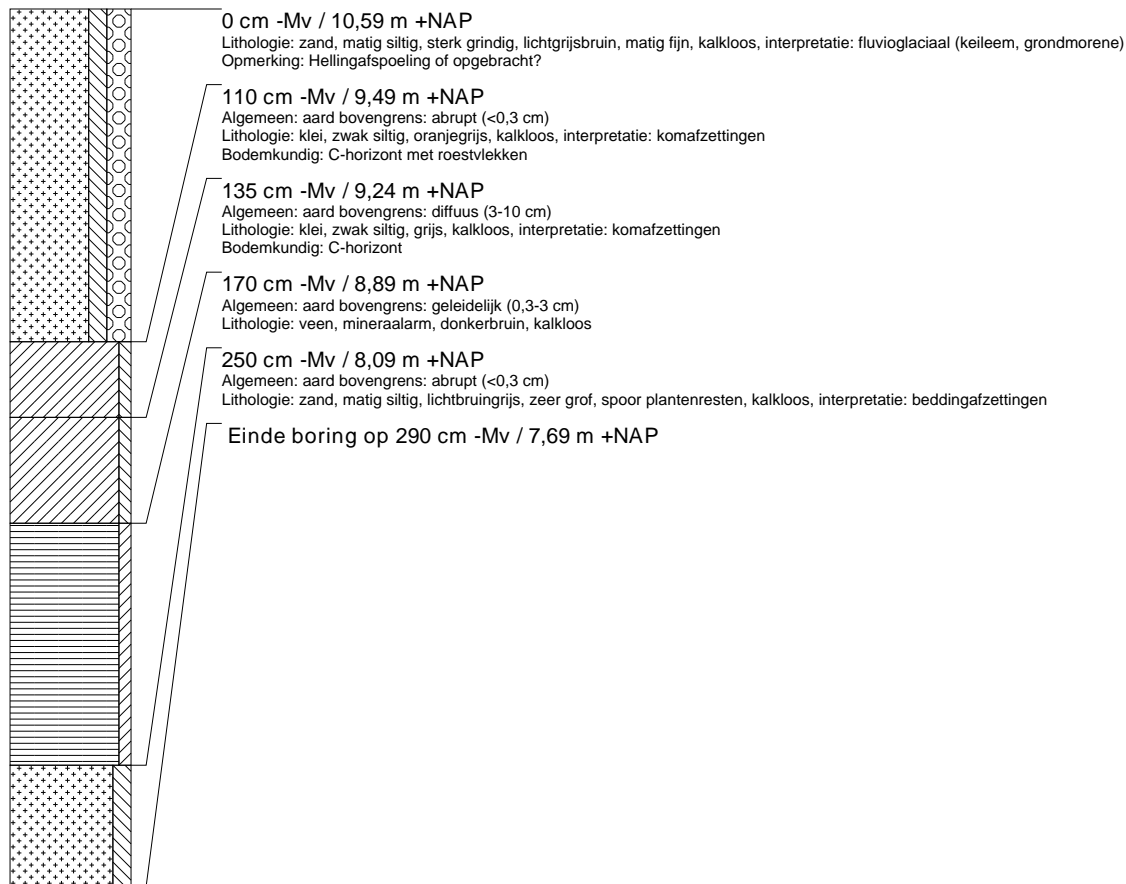 0 cm -Mv / 10,59 m +NAP
Lithologie: zand, matig siltig, sterk grindig, lichtgrijsbruin, matig fijn, kalkloos, interpretatie: fluvioglaciaal (keileem, grondmorene)
Opmerking: Hellingafspoeling of opgebracht?
110 cm -Mv / 9,49 m +NAP
Algemeen: aard bovengrens: abrupt (<0,3 cm)
Lithologie: klei, zwak siltig, oranjegrijs, kalkloos, interpretatie: komafzettingen
Bodemkundig: C-horizont met roestvlekken
135 cm -Mv / 9,24 m +NAP
Algemeen: aard bovengrens: diffuus (3-10 cm)
Lithologie: klei, zwak siltig, grijs, kalkloos, interpretatie: komafzettingen
Bodemkundig: C-horizont
170 cm -Mv / 8,89 m +NAP
Algemeen: aard bovengrens: geleidelijk (0,3-3 cm)
Lithologie: veen, mineraalarm, donkerbruin, kalkloos
250 cm -Mv / 8,09 m +NAP
Algemeen: aard bovengrens: abrupt (<0,3 cm)
Lithologie: zand, matig siltig, lichtbruingrijs, zeer grof, spoor plantenresten, kalkloos, interpretatie: beddingafzettingen
Einde boring op 290 cm -Mv / 7,69 m +NAP